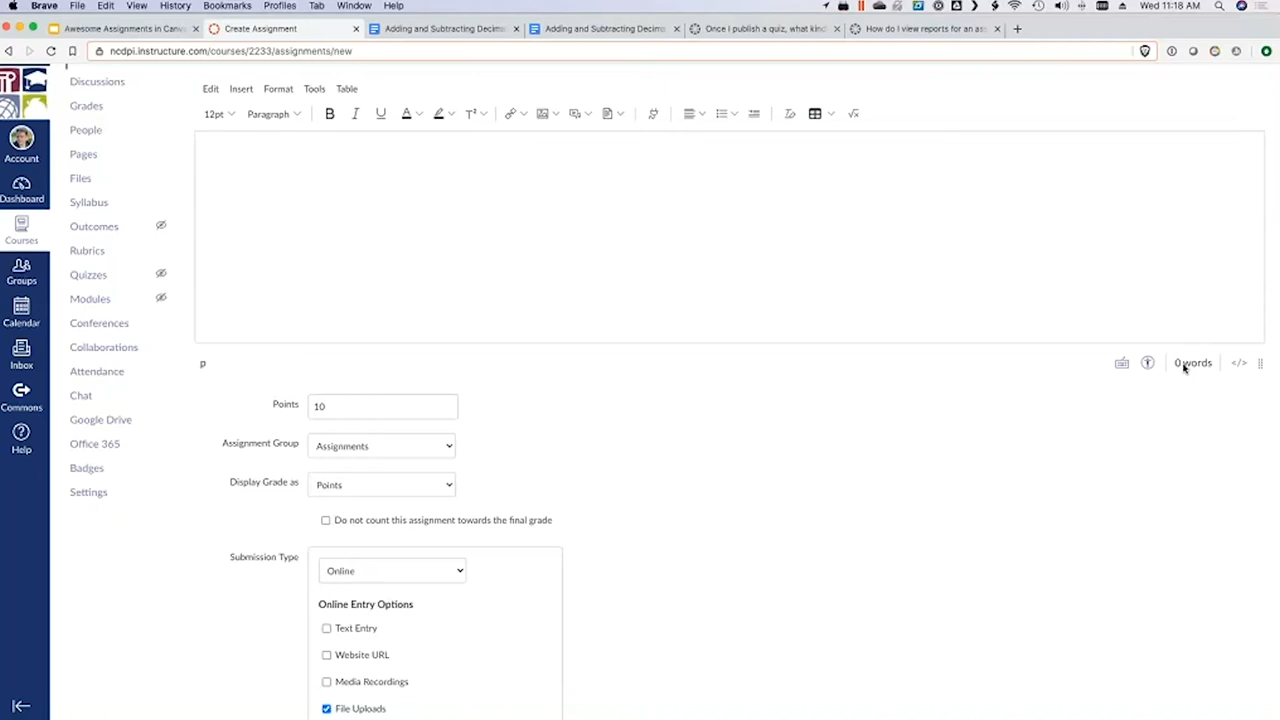 Brave File Edit View History Bookmarks Profiles Tab Window Help Wed 11:18 AM
Awesome Assignments in Canv Create Assignment Adding and Subtracting Decima Adding and Subtracting Decima Once I publish a quiz, what kind How do I view reports for an as
ncdpi.instructure.com/courses/2233/assignments/new
Account
Dashboard
Courses
Groups
Calendar
Inbox
Commons
Help
Discussions
Grades
People
Pages
Files
Syllabus
Outcomes
Rubrics
Quizzes
Modules
Conferences
Collaborations
Attendance
Chat
Google Drive
Office 365
Badges
Settings
Edit Insert Format Tools Table
12pt Paragraph B I U A T² √x
p 0 words </>
Points 10
Assignment Group Assignments
Display Grade as Points
Do not count this assignment towards the final grade
Submission Type Online
Online Entry Options
Text Entry
Website URL
Media Recordings
File Uploads